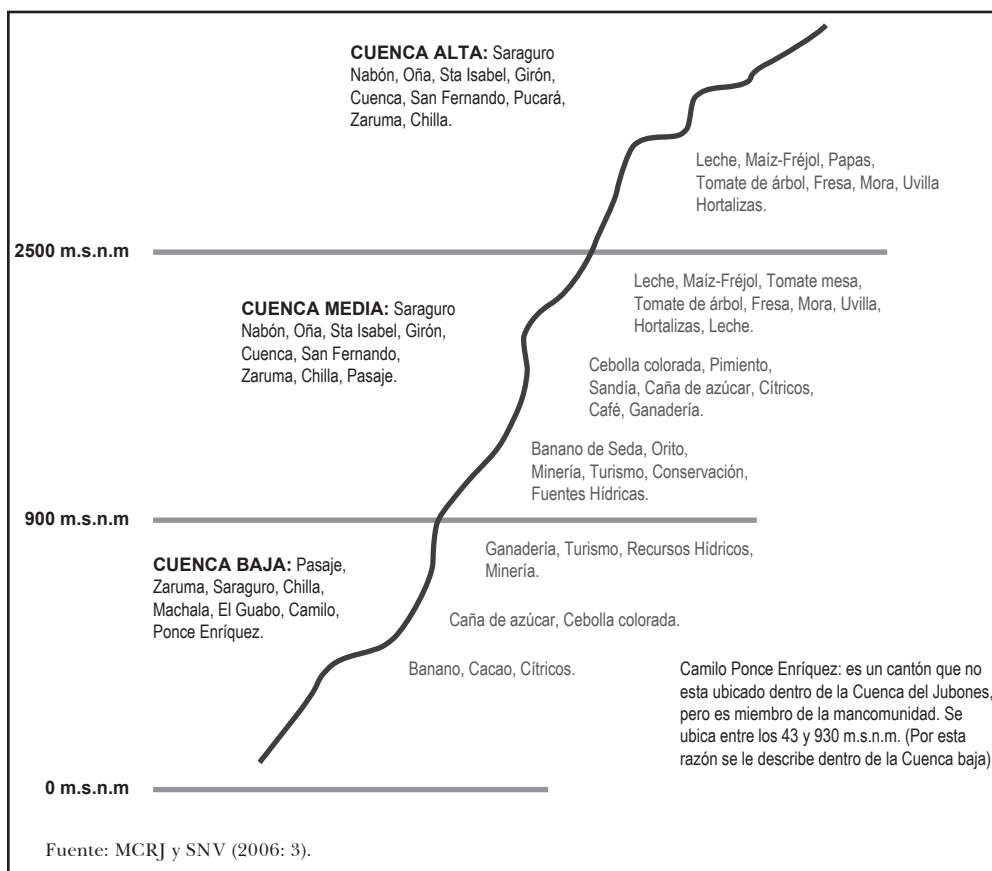 CUENCA ALTA: Saraguro
Nabón, Oña, Sta Isabel, Girón,
Cuenca, San Fernando, Pucará,
Zaruma, Chilla.
Leche, Maíz-Fréjol, Papas,
Tomate de árbol, Fresa, Mora, Uvilla
Hortalizas.
2500 m.s.n.m
Leche, Maíz-Fréjol, Tomate mesa,
Tomate de árbol, Fresa, Mora, Uvilla,
Hortalizas, Leche.
CUENCA MEDIA: Saraguro
Nabón, Oña, Sta Isabel, Girón,
Cuenca, San Fernando,
Zaruma, Chilla, Pasaje.
Cebolla colorada, Pimiento,
Sandía, Caña de azúcar, Cítricos,
Café, Ganadería.
Banano de Seda, Orito,
Minería, Turismo, Conservación,
Fuentes Hídricas.
900 m.s.n.m
Ganadería, Turismo, Recursos Hídricos,
Minería.
CUENCA BAJA: Pasaje,
Zaruma, Saraguro, Chilla,
Machala, El Guabo, Camilo,
Ponce Enríquez.
Caña de azúcar, Cebolla colorada.
Banano, Cacao, Cítricos.
Camilo Ponce Enríquez: es un cantón que no
esta ubicado dentro de la Cuenca del Jubones,
pero es miembro de la mancomunidad. Se
ubica entre los 43 y 930 m.s.n.m. (Por esta
razón se le describe dentro de la Cuenca baja)
0 m.s.n.m
Fuente: MCRJ y SNV (2006: 3).